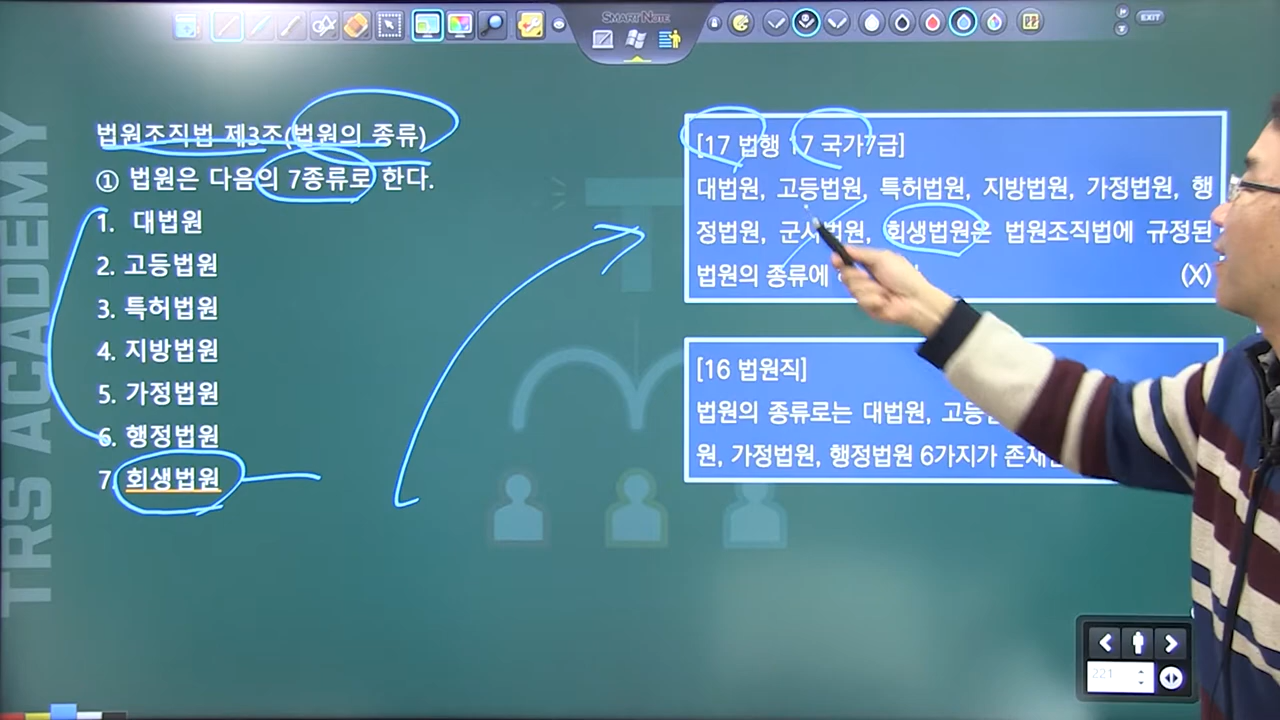 SMARTNOTE
EXIT
TRS ACADEMY
법원조직법 제3조(법원의 종류)
① 법원은 다음의 7종류로 한다.
1. 대법원
2. 고등법원
3. 특허법원
4. 지방법원
5. 가정법원
6. 행정법원
7. 회생법원
[17 법행 17 국가7급]
대법원, 고등법원, 특허법원, 지방법원, 가정법원, 행
정법원, 군사법원, 회생법원은 법원조직법에 규정된
법원의 종류에 (X)
[16 법원직]
법원의 종류로는 대법원,
원, 가정법원, 행정법원 6가지가
221